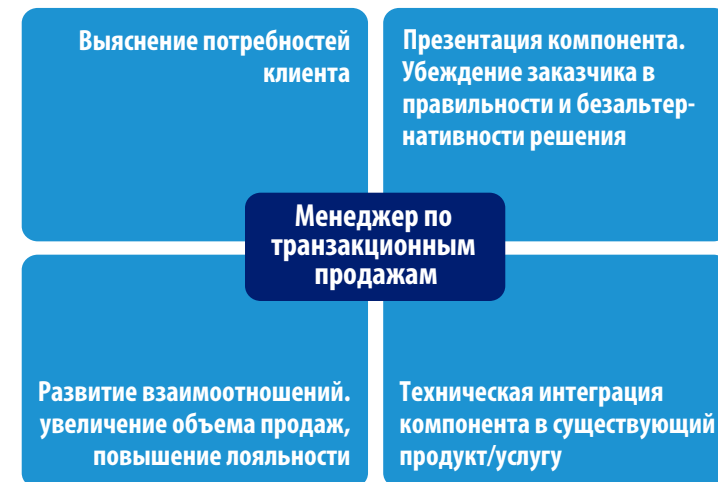 Выяснение потребностей
клиента
Презентация компонента.
Убеждение заказчика в
правильности и безальтер-
нативности решения
Менеджер по
транзакционным
продажам
Развитие взаимоотношений.
увеличение объема продаж,
повышение лояльности
Техническая интеграция
компонента в существующий
продукт/услугу